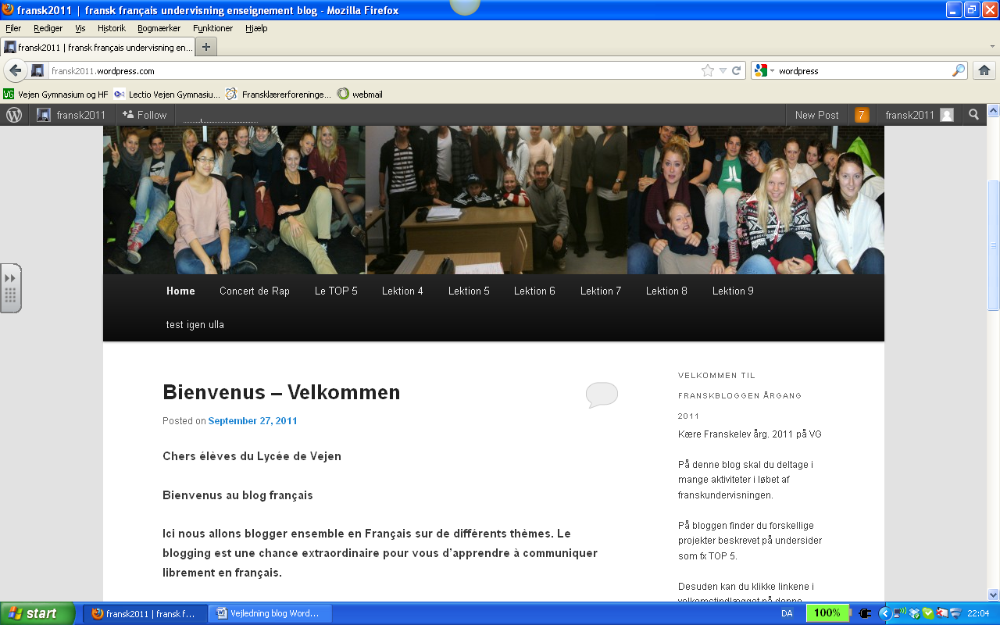 fransk2011 | fransk français undervisning enseignement blog - Mozilla Firefox
Filer Rediger Vis Historik Bogmærker Funktioner Hjælp
fransk2011 | fransk français undervisning en...
fransk2011.wordpress.com
wordpress
Vejen Gymnasium og HF Lectio Vejen Gymnasiu... Fransklærerforeninge... webmail
fransk2011 Follow New Post 7 fransk2011
Home Concert de Rap Le TOP 5 Lektion 4 Lektion 5 Lektion 6 Lektion 7 Lektion 8 Lektion 9
test igen ulla
Bienvenus – Velkommen
Posted on September 27, 2011
Chers élèves du Lycée de Vejen
Bienvenus au blog français
Ici nous allons blogger ensemble en Français sur de différents thèmes. Le
blogging est une chance extraordinaire pour vous d'apprendre à communiquer
librement en français.
VELKOMMEN TIL
FRANSKBLOGGEN ÅRGANG
2011
Kære Franskelev årg. 2011 på VG
På denne blog skal du deltage i
mange aktiviteter i løbet af
franskundervisningen.
På bloggen finder du forskellige
projekter beskrevet på undersider
som fx TOP 5.
Desuden kan du klikke linkene i
velkomstindlægget på denne
start fransk2011 | fransk f... Vejledning blog Word... DA 100% 22:04